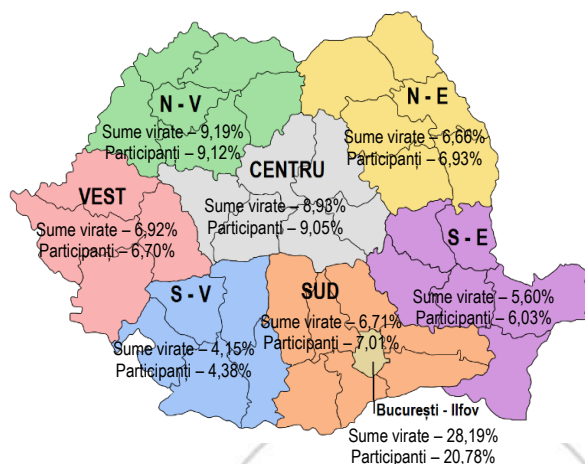 N - V
Sume virate – 9,19%
Participanți – 9,12%
N - E
Sume virate – 6,66%
Participanți – 6,93%
CENTRU
Sume virate – 8,93%
Participanți – 9,05%
VEST
Sume virate – 6,92%
Participanți – 6,70%
S - E
Sume virate – 5,60%
Participanți – 6,03%
S - V
Sume virate – 4,15%
Participanți – 4,38%
SUD
Sume virate – 6,71%
Participanți – 7,01%
București - Ilfov
Sume virate – 28,19%
Participanți – 20,78%